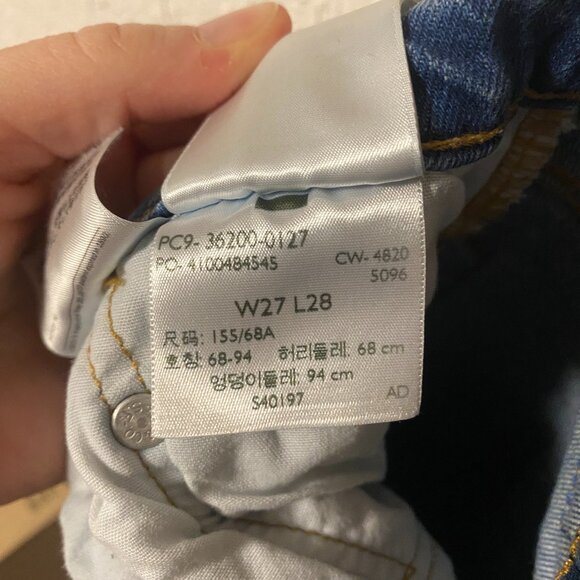 PC9- 36200-0127
PO- 4100484545 CW- 4820
5096
W27 L28
尺码: 155/68A
호칭: 68-94 허리둘레: 68 cm
엉덩이둘레: 94 cm
S40197 AD